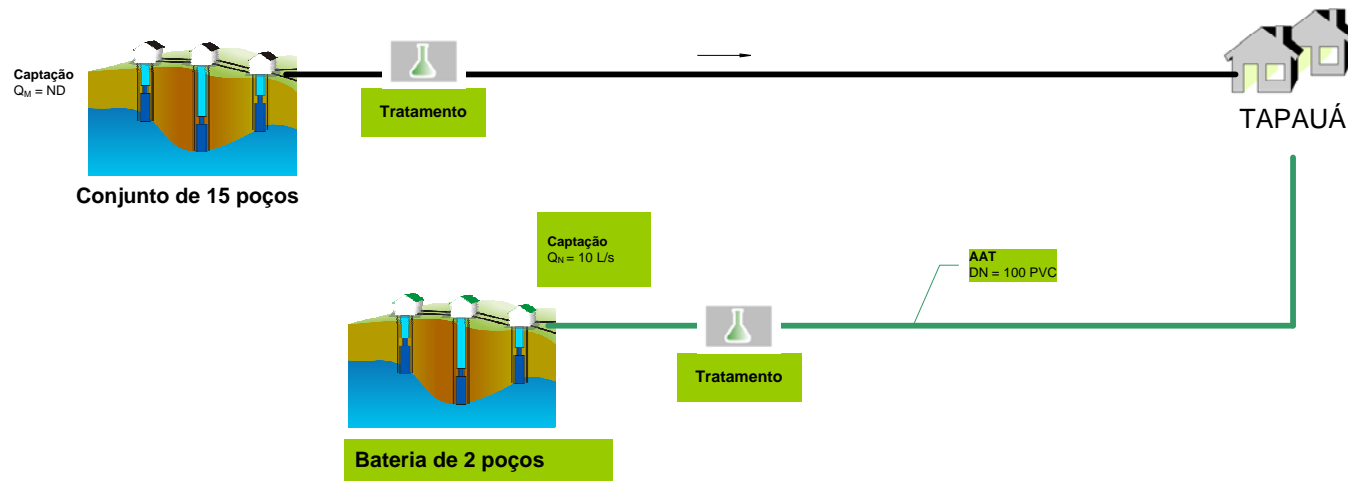 Captação
QM = ND
Tratamento
TAPAUÁ
Conjunto de 15 poços
Captação
QN = 10 L/s
AAT
DN = 100 PVC
Tratamento
Bateria de 2 poços